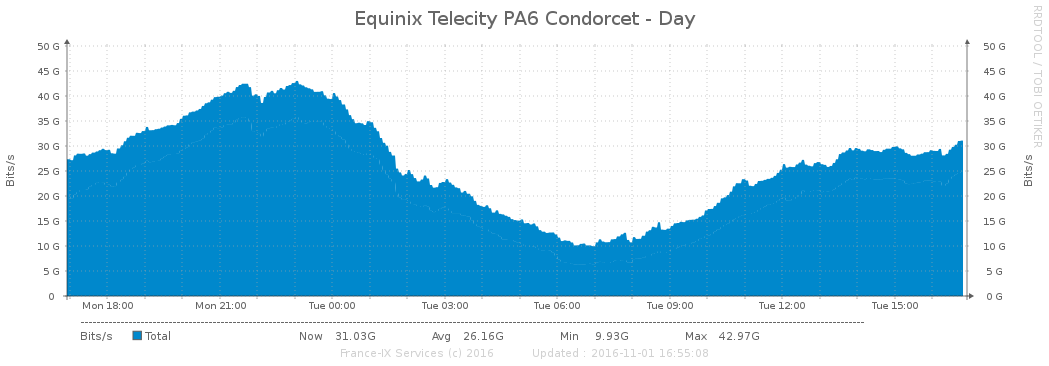 Equinix Telecity PA6 Condorcet - Day
RRDTOOL / TOBI OETIKER
50 G 50 G
45 G 45 G
40 G 40 G
35 G 35 G
30 G 30 G
25 G 25 G
20 G 20 G
15 G 15 G
10 G 10 G
5 G 5 G
0 0 G
Bits/s
Bits/s
Mon 18:00 Mon 21:00 Tue 00:00 Tue 03:00 Tue 06:00 Tue 09:00 Tue 12:00 Tue 15:00
Bits/s Total Now 31.03G Avg 26.16G Min 9.93G Max 42.97G
France-IX Services (c) 2016 Updated : 2016-11-01 16:55:08